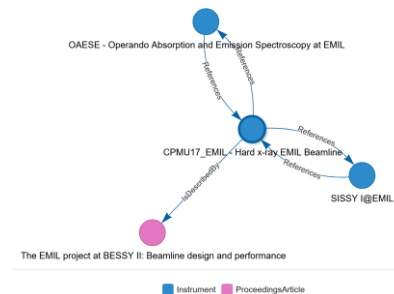 OAESE - Operando Absorption and Emission Spectroscopy at EMIL
References
References
References
CPMU17_EMIL - Hard x-ray EMIL Beamline
References
IsDescribedBy
SISSY I@EMIL
The EMIL project at BESSY II: Beamline design and performance
Instrument ProceedingsArticle